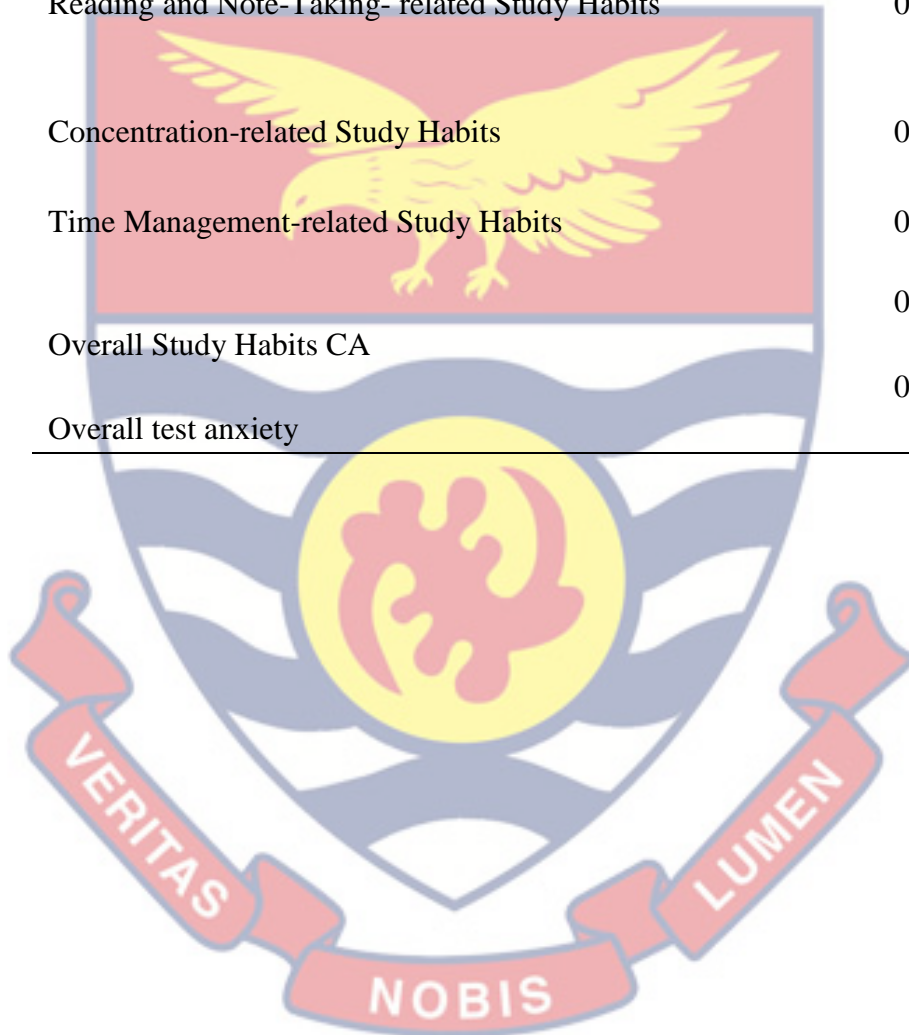 Reading and Note-Taking- related Study Habits 0
Concentration-related Study Habits 0
Time Management-related Study Habits 0
0
Overall Study Habits CA
0
Overall test anxiety
VERITAS
NOBIS
LUMEN